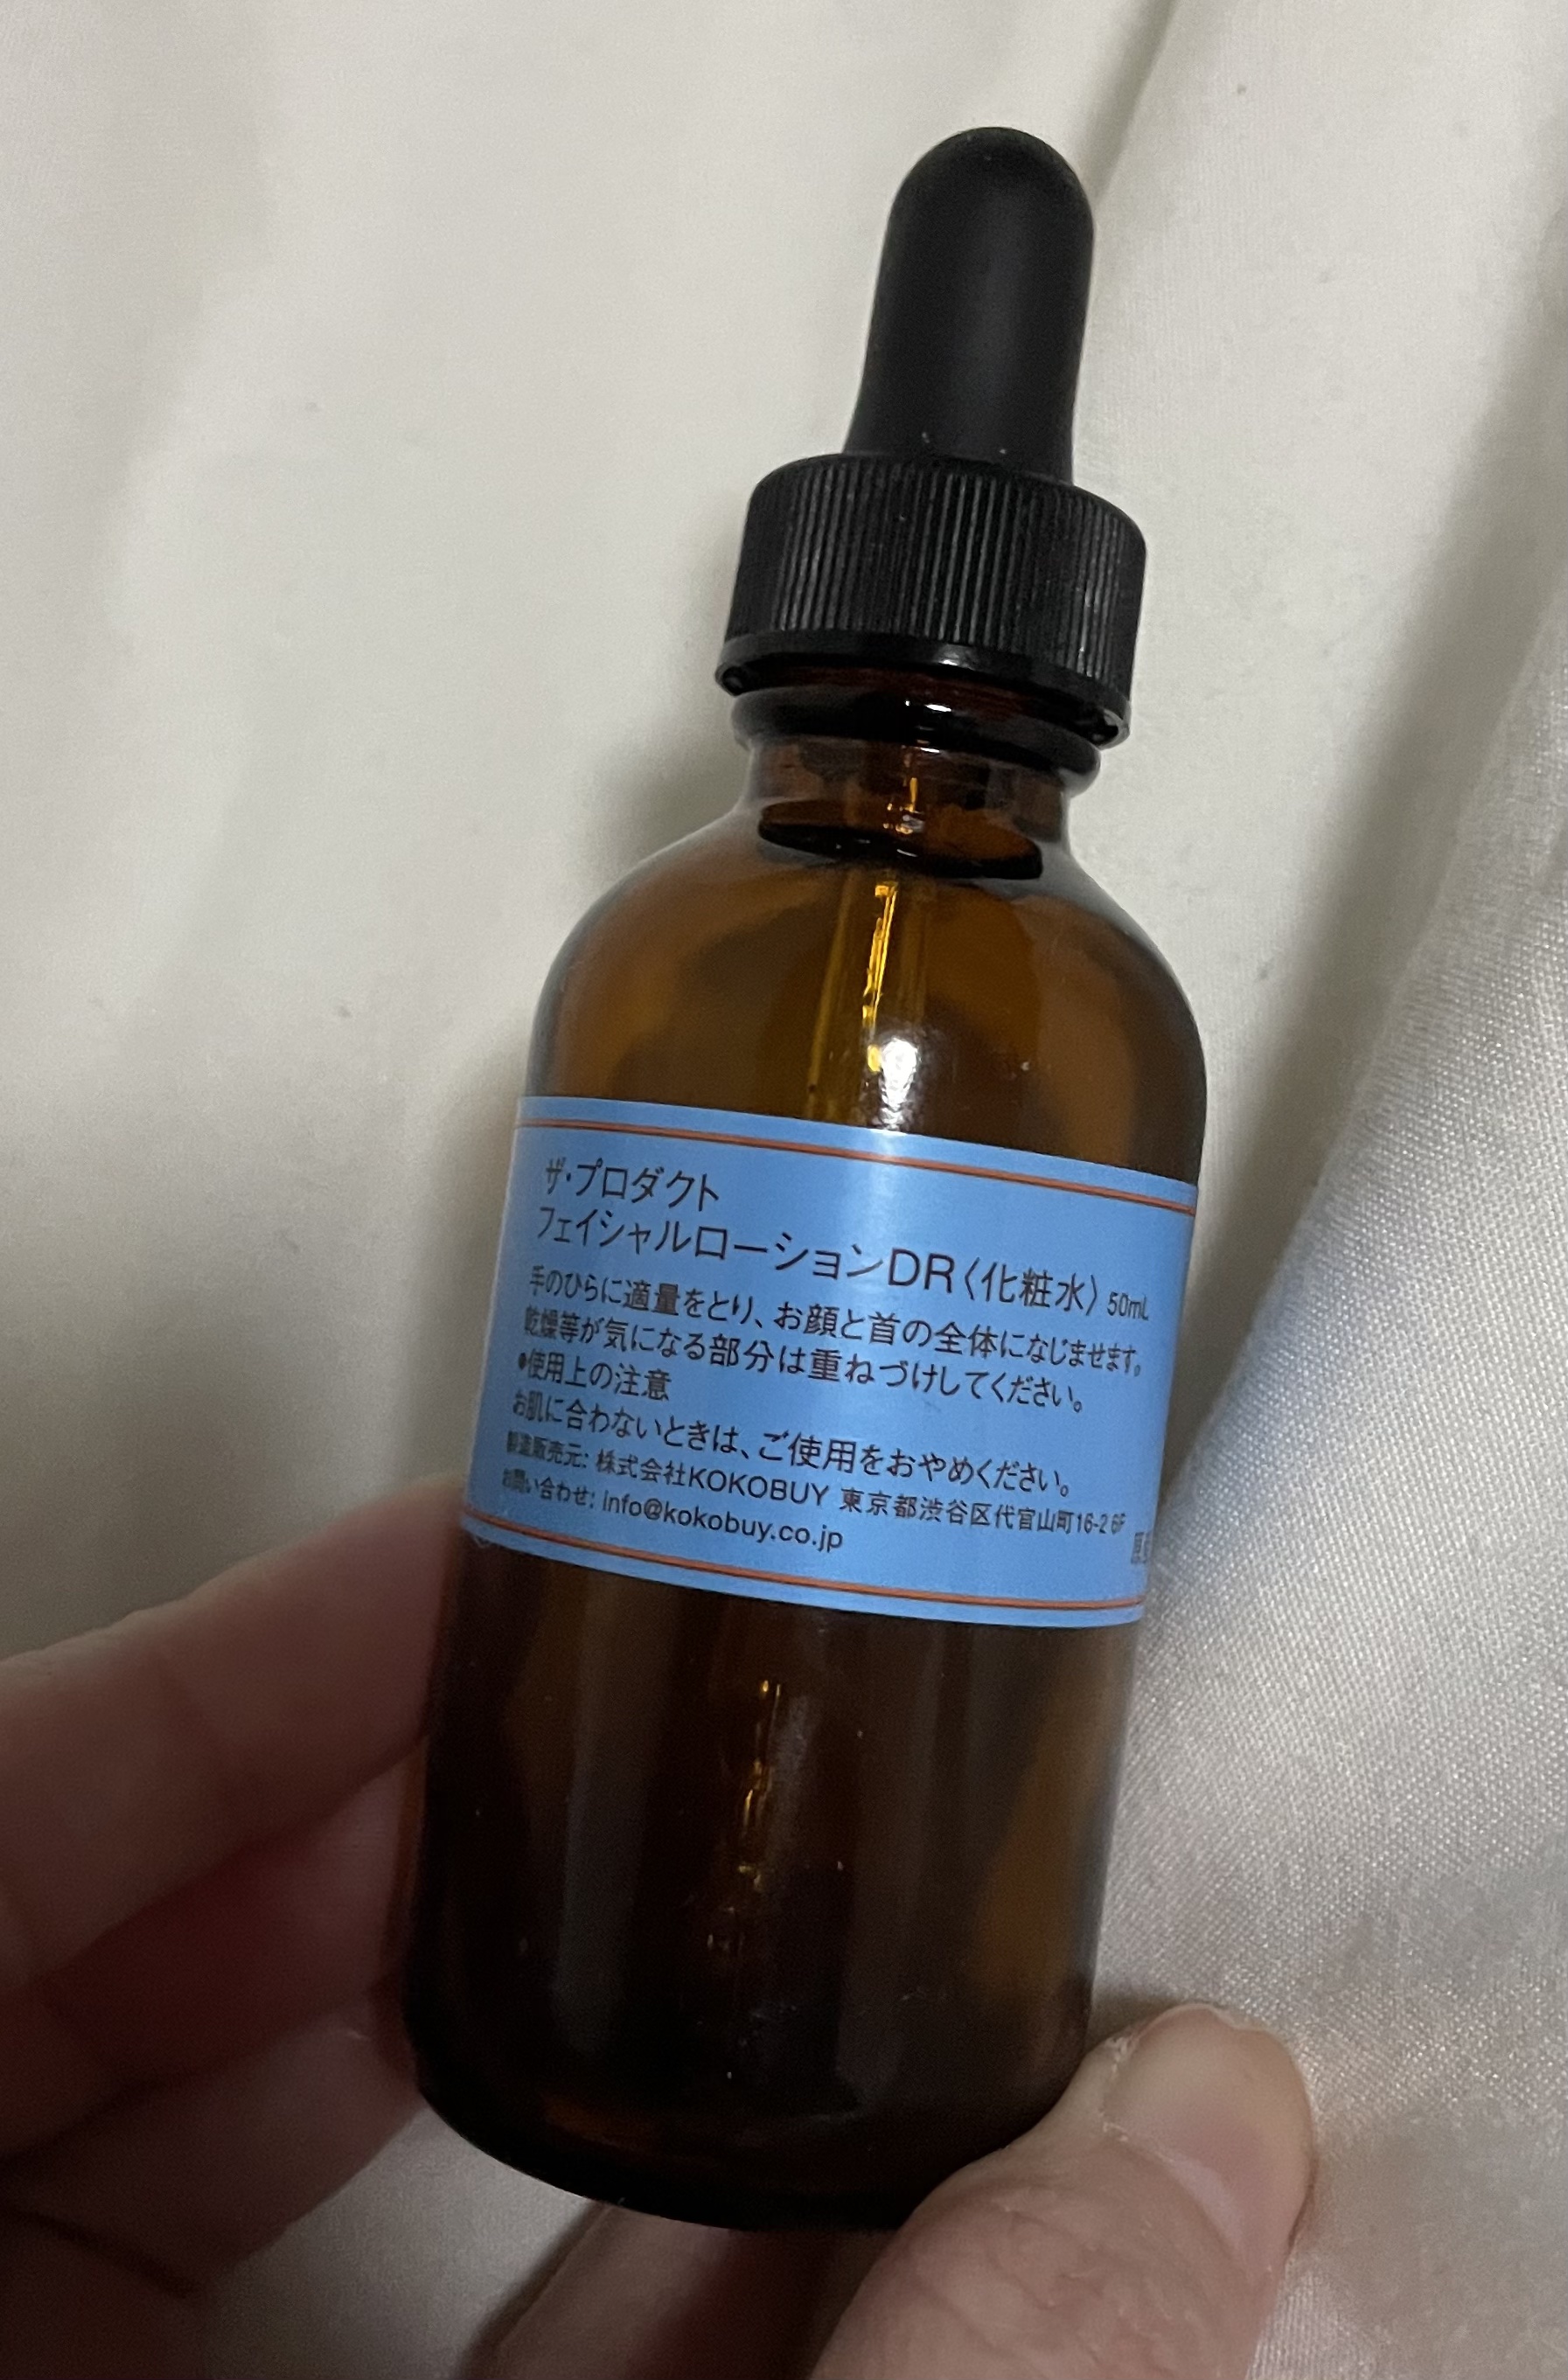 ザ・プロダクト
フェイシャルローションDR〈化粧水〉50mL
手のひらに適量をとり、お顔と首の全体になじませます。
乾燥等が気になる部分は重ねづけしてください。
●使用上の注意
お肌に合わないときは、ご使用をおやめください。
製造販売元: 株式会社KOKOBUY 東京都渋谷区代官山町16-2 6F
お問い合わせ: info@kokobuy.co.jp